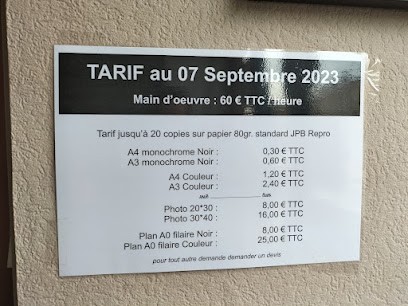 TARIF au 07 Septembre 2023
Main d'oeuvre : 60 € TTC / heure
Tarif jusqu'à 20 copies sur papier 80gr. standard JPB Repro
A4 monochrome Noir : 0,30 € TTC
A3 monochrome Noir : 0,60 € TTC
A4 Couleur : 1,20 € TTC
A3 Couleur : 2,40 € TTC
Photo 20*30 : 8,00 € TTC
Photo 30*40 : 16,00 € TTC
Plan A0 filaire Noir : 8,00 € TTC
Plan A0 filaire Couleur : 25,00 € TTC
pour tout autre demande demander un devis